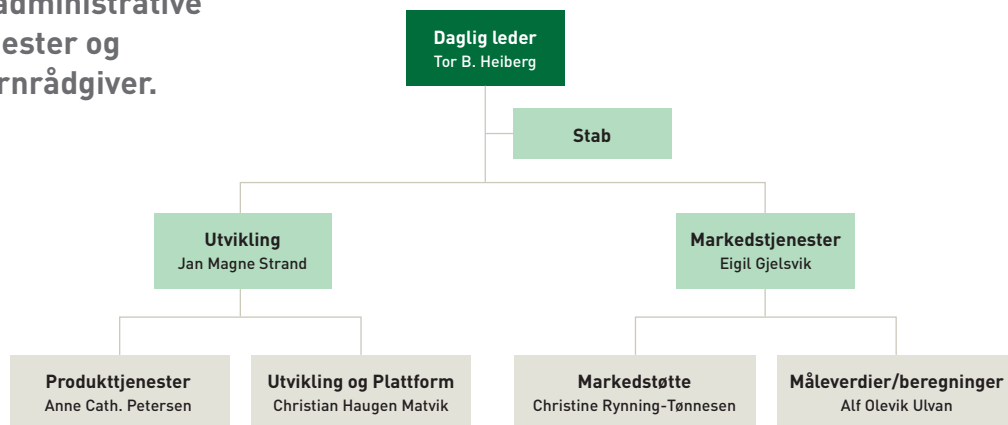 administrative
ester og
rnrådgiver.
Daglig leder
Tor B. Heiberg
Stab
Utvikling
Jan Magne Strand
Markedstjenester
Eigil Gjelsvik
Produkttjenester
Anne Cath. Petersen
Utvikling og Plattform
Christian Haugen Matvik
Markedstøtte
Christine Rynning-Tønnesen
Måleverdier/beregninger
Alf Olevik Ulvan